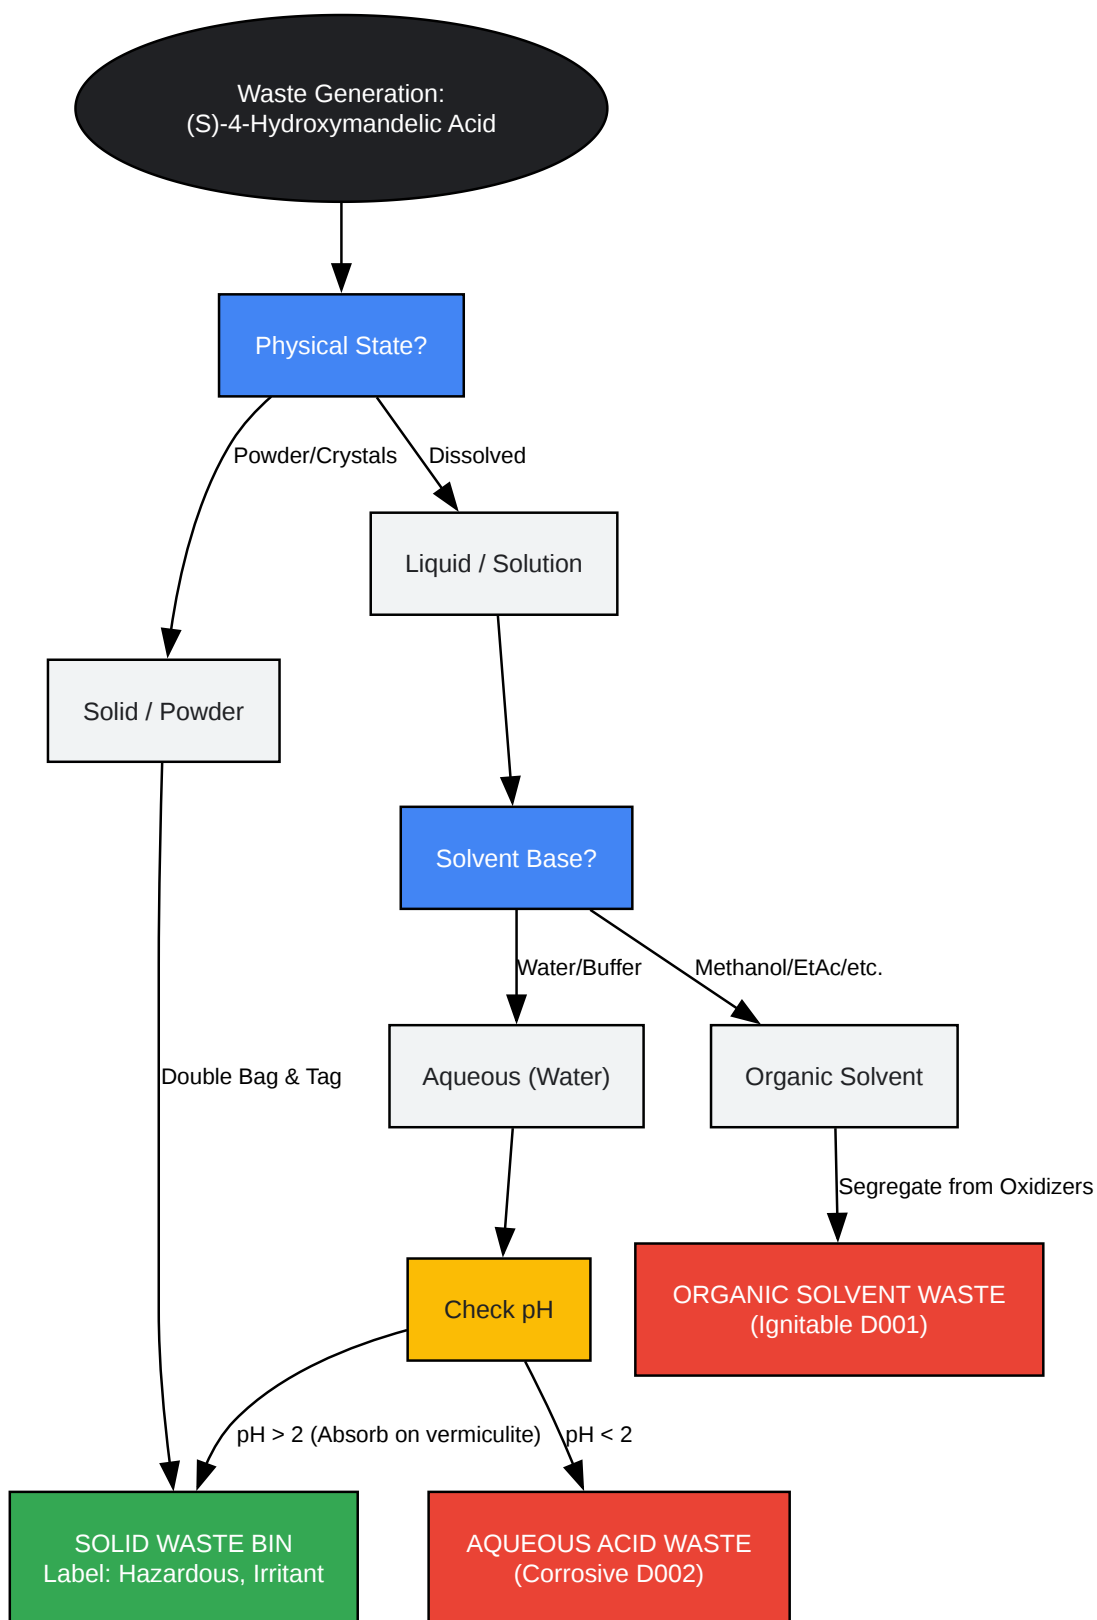 Waste Generation:
(S)-4-Hydroxymandelic Acid
Physical State?
Powder/Crystals
Dissolved
Liquid / Solution
Solid / Powder
Solvent Base?
Water/Buffer
Methanol/EtAc/etc.
Double Bag & Tag
Aqueous (Water)
Organic Solvent
Segregate from Oxidizers
Check pH
ORGANIC SOLVENT WASTE
(Ignitable D001)
pH > 2 (Absorb on vermiculite)
pH < 2
SOLID WASTE BIN
Label: Hazardous, Irritant
AQUEOUS ACID WASTE
(Corrosive D002)